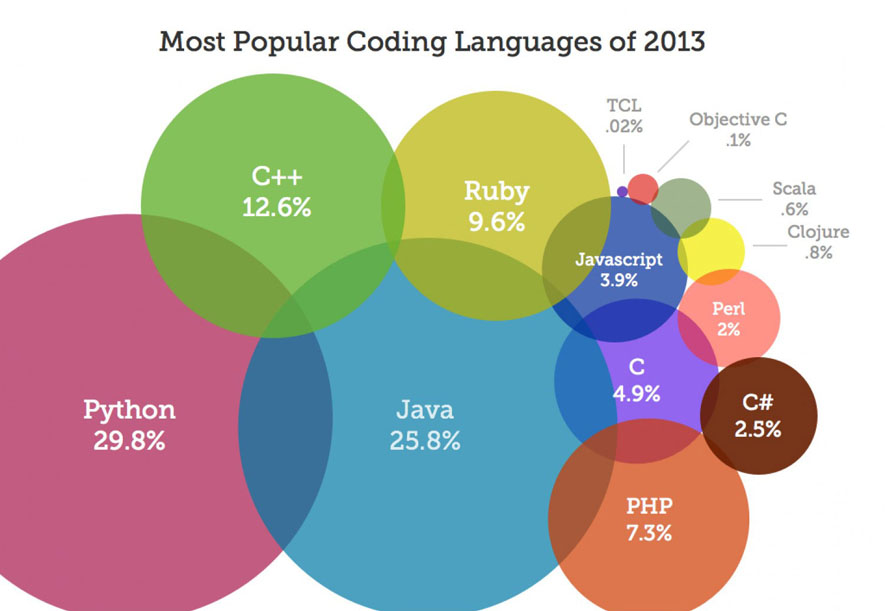 Most Popular Coding Languages of 2013
TCL
.02%
Objective C
.1%
C++
12.6%
Ruby
9.6%
Scala
.6%
Clojure
.8%
Javascript
3.9%
Perl
2%
C
4.9%
C#
2.5%
Python
29.8%
Java
25.8%
PHP
7.3%